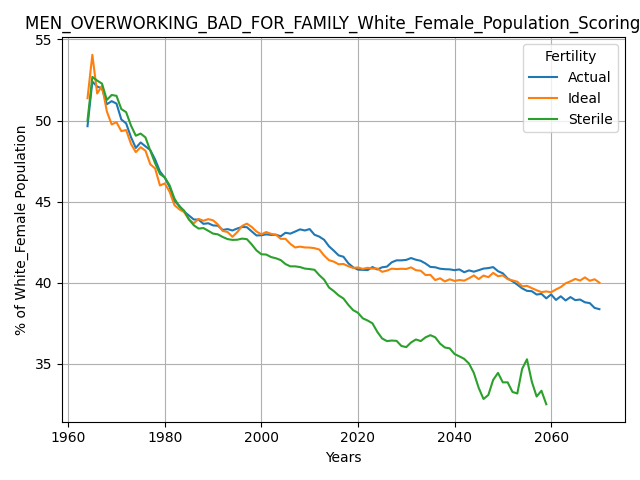 MEN_OVERWORKING_BAD_FOR_FAMILY_White_Female_Population_Scoring
Fertility
Actual
Ideal
Sterile
% of White_Female Population
55
50
45
40
35
1960
1980
2000
2020
2040
2060
Years